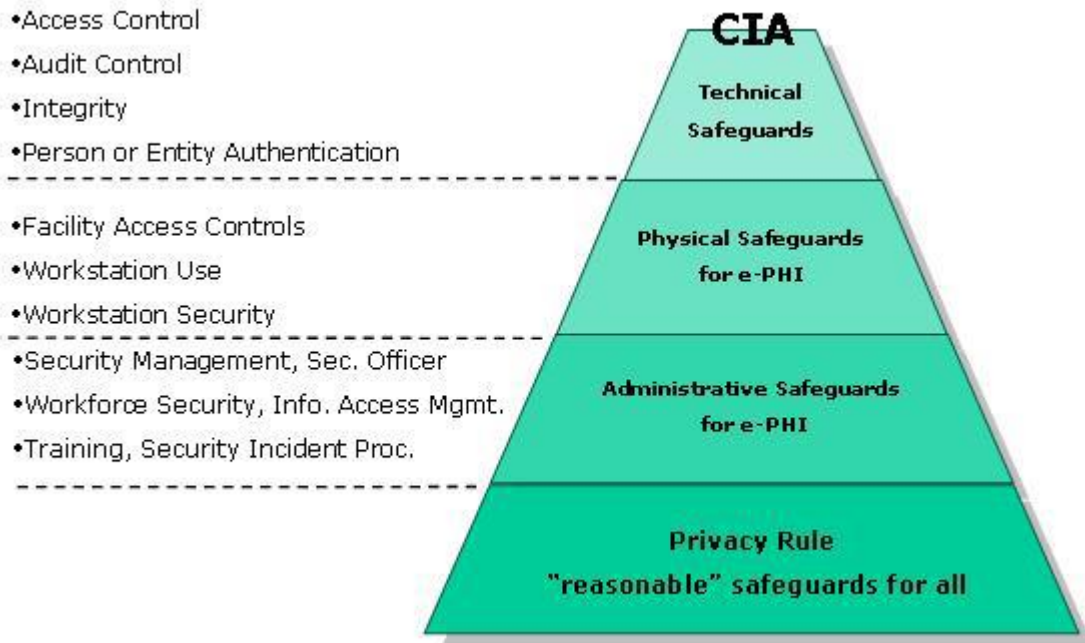 •Access Control
•Audit Control
•Integrity
•Person or Entity Authentication
•Facility Access Controls
•Workstation Use
•Workstation Security
•Security Management, Sec. Officer
•Workforce Security, Info. Access Mgmt.
•Training, Security Incident Proc.
CIA
Technical
Safeguards
Physical Safeguards
for e-PHI
Administrative Safeguards
for e-PHI
Privacy Rule
"reasonable" safeguards for all